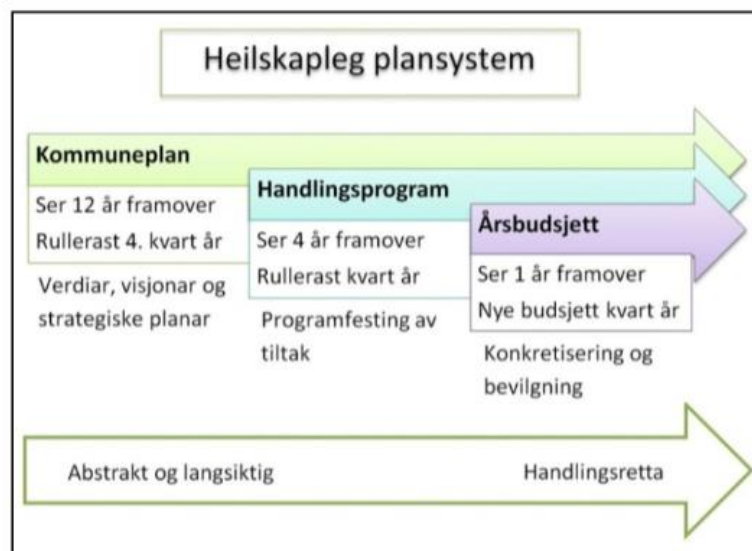 Heilskapleg plansystem
Kommuneplan
Ser 12 år framover
Rullerast 4. kvart år
Verdiar, visjonar og
strategiske planar
Handlingsprogram
Ser 4 år framover
Rullerast kvart år
Programfesting av
tiltak
Årsbudsjett
Ser 1 år framover
Nye budsjett kvart år
Konkretisering og
bevilgning
Abstrakt og langsiktig
Handlingsretta